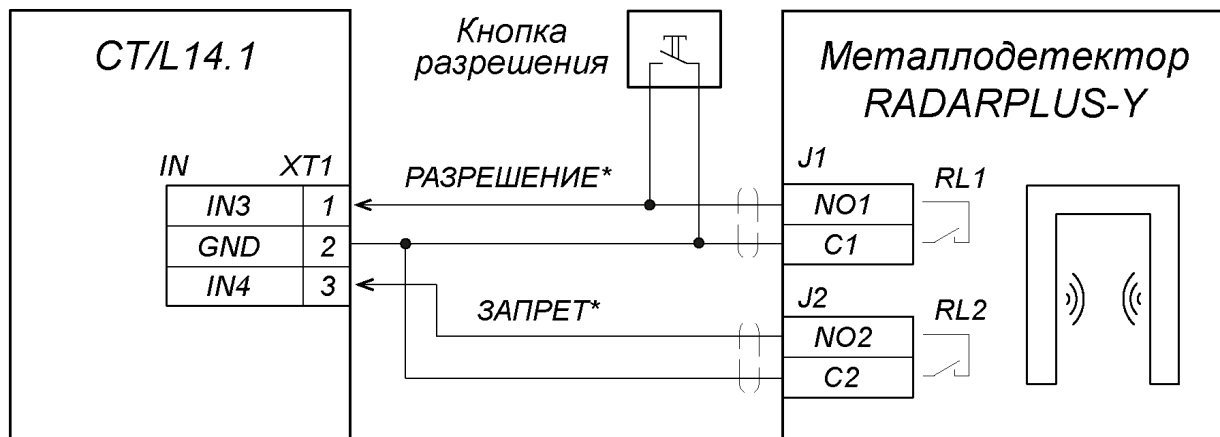 CT/L14.1
Кнопка
разрешения
Металлодетектор
RADARPLUS-Y
IN XT1
РАЗРЕШЕНИЕ*
J1
RL1
IN3 1
GND 2
IN4 3
NO1
C1
ЗАПРЕТ*
J2
RL2
NO2
C2